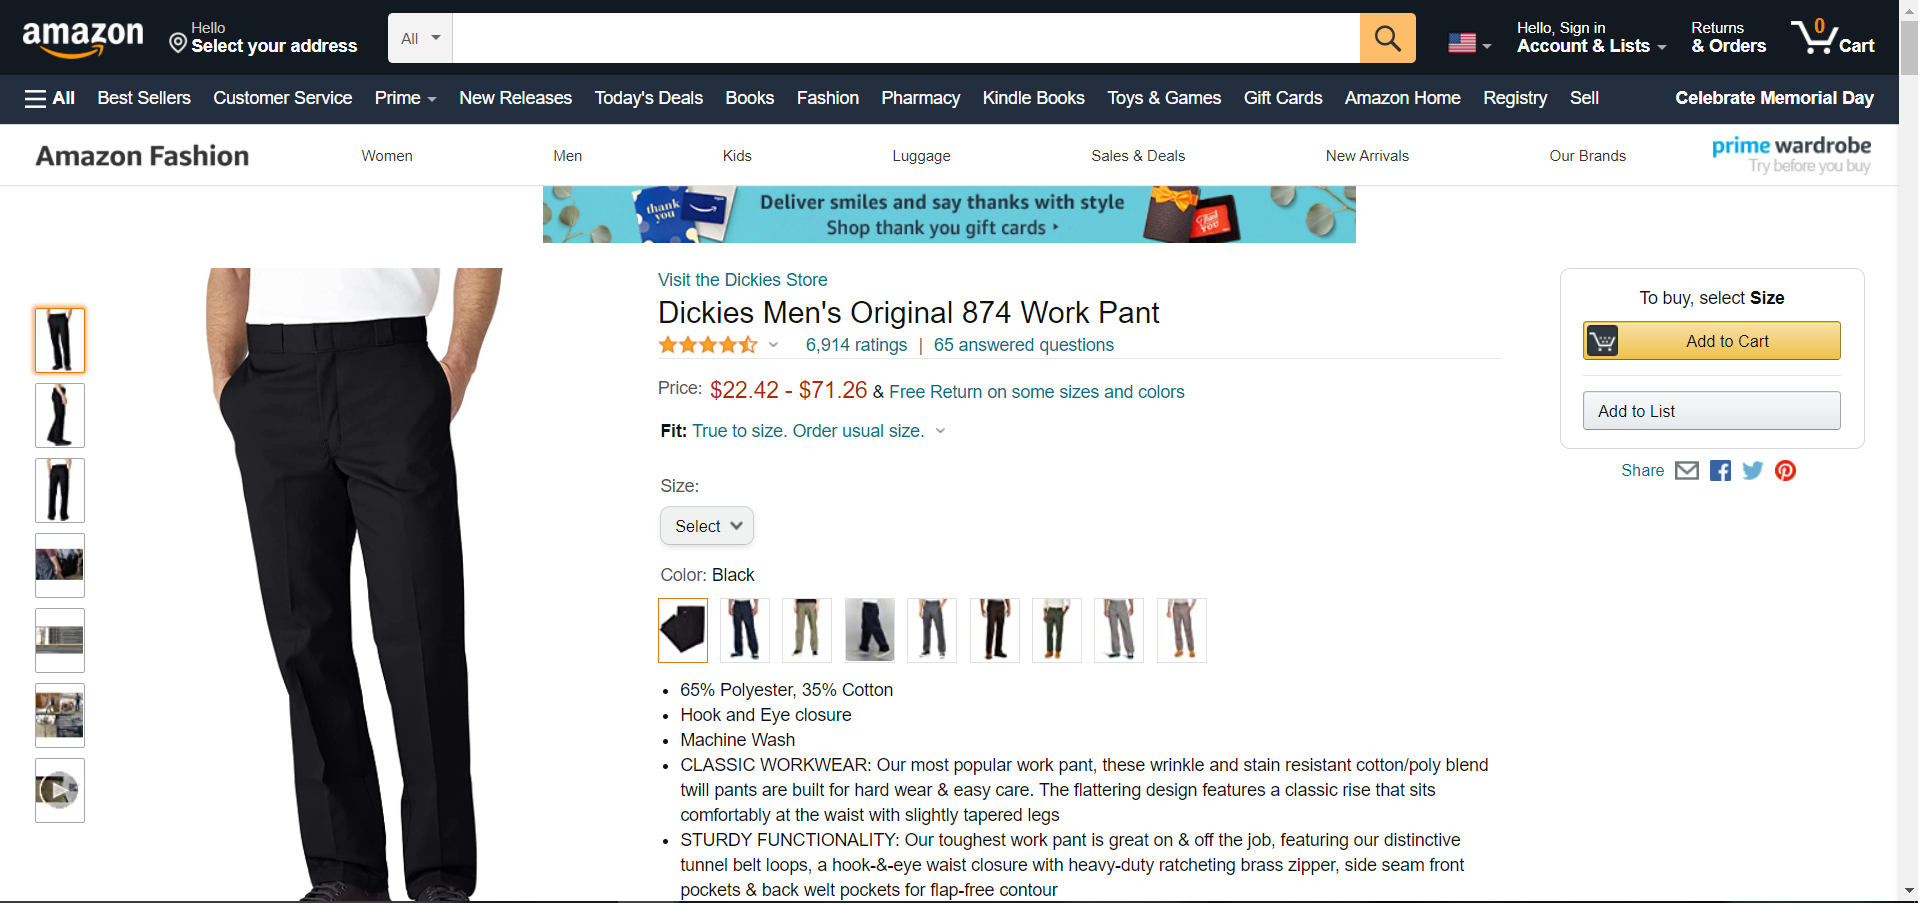 amazon
Hello
Select your address
All
Hello, Sign in
Account & Lists
Returns
& Orders
0
Cart
All
Best Sellers
Customer Service
Prime
New Releases
Today's Deals
Books
Fashion
Pharmacy
Kindle Books
Toys & Games
Gift Cards
Amazon Home
Registry
Sell
Celebrate Memorial Day
Amazon Fashion
Women
Men
Kids
Luggage
Sales & Deals
New Arrivals
Our Brands
prime wardrobe
Try before you buy
thank
you
Deliver smiles and say thanks with style
Shop thank you gift cards
Thank
you
Visit the Dickies Store
Dickies Men's Original 874 Work Pant
6,914 ratings | 65 answered questions
Price: $22.42 - $71.26 & Free Return on some sizes and colors
Fit: True to size. Order usual size.
Size:
Select
Color: Black
• 65% Polyester, 35% Cotton
• Hook and Eye closure
• Machine Wash
• CLASSIC WORKWEAR: Our most popular work pant, these wrinkle and stain resistant cotton/poly blend
twill pants are built for hard wear & easy care. The flattering design features a classic rise that sits
comfortably at the waist with slightly tapered legs
• STURDY FUNCTIONALITY: Our toughest work pant is great on & off the job, featuring our distinctive
tunnel belt loops, a hook-&-eye waist closure with heavy-duty ratcheting brass zipper, side seam front
pockets & back welt pockets for flap-free contour
To buy, select Size
Add to Cart
Add to List
Share